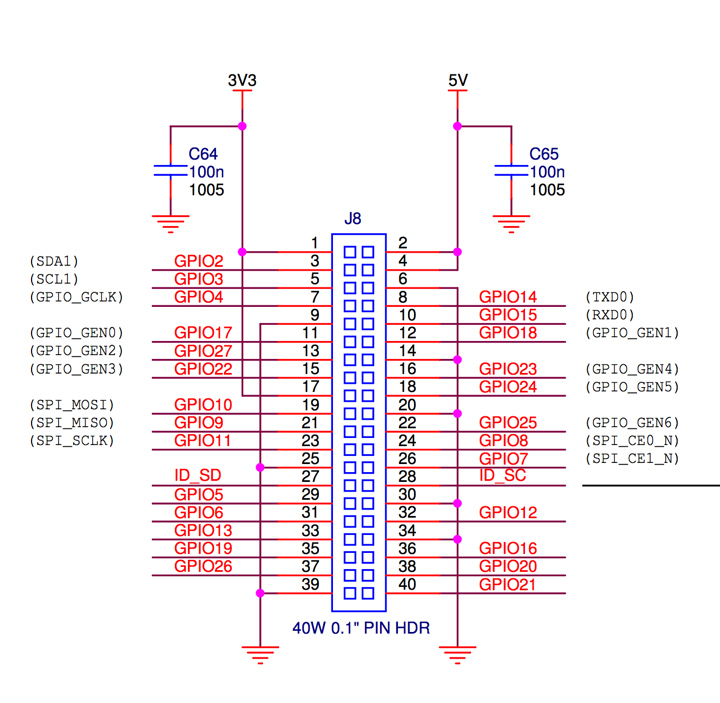 3V3 5V
C64 C65
100n 100n
1005 1005
J8
1 2
(SDA1) GPIO2 3 4
(SCL1) GPIO3 5 6
(GPIO_GCLK) GPIO4 7 8 GPIO14 (TXD0)
9 10 GPIO15 (RXD0)
(GPIO_GEN0) GPIO17 11 12 GPIO18 (GPIO_GEN1)
(GPIO_GEN2) GPIO27 13 14
(GPIO_GEN3) GPIO22 15 16 GPIO23 (GPIO_GEN4)
17 18 GPIO24 (GPIO_GEN5)
(SPI_MOSI) GPIO10 19 20
(SPI_MISO) GPIO9 21 22 GPIO25 (GPIO_GEN6)
(SPI_SCLK) GPIO11 23 24 GPIO8 (SPI_CE0_N)
25 26 GPIO7 (SPI_CE1_N)
ID_SD 27 28 ID_SC
GPIO5 29 30
GPIO6 31 32 GPIO12
GPIO13 33 34
GPIO19 35 36 GPIO16
GPIO26 37 38 GPIO20
39 40 GPIO21
40W 0.1" PIN HDR